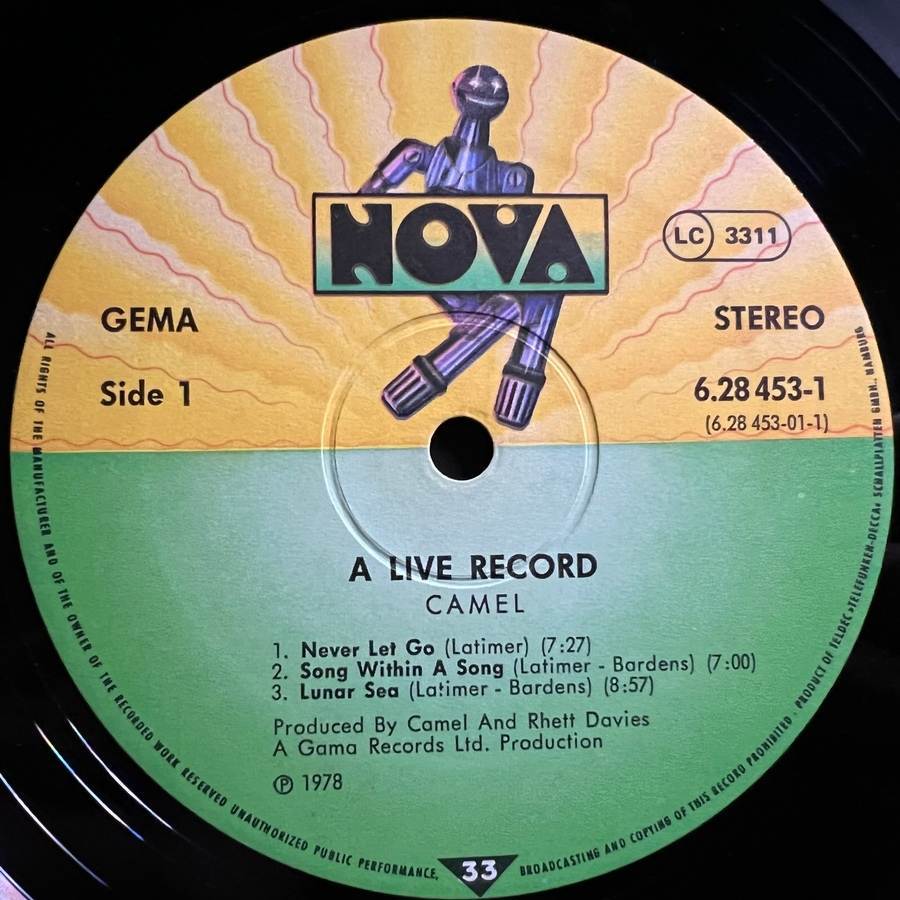 NOVA
LC 3311
GEMA
STEREO
Side 1
6.28 453-1
(6.28 453-01-1)
A LIVE RECORD
CAMEL
1. Never Let Go (Latimer) (7:27)
2. Song Within A Song (Latimer - Bardens) (7:00)
3. Lunar Sea (Latimer - Bardens) (8:57)
Produced By Camel And Rhett Davies
A Gama Records Ltd. Production
℗ 1978
ALL RIGHTS OF THE MANUFACTURER AND OF THE OWNER OF THE RECORDED WORK RESERVED UNAUTHORIZED PUBLIC PERFORMANCE,
33
BROADCASTING AND COPYING OF THIS RECORD PROHIBITED · PRODUCT OF TELDEC »TELEFUNKEN-DECCA« SCHALLPLATTEN GMBH., HAMBURG